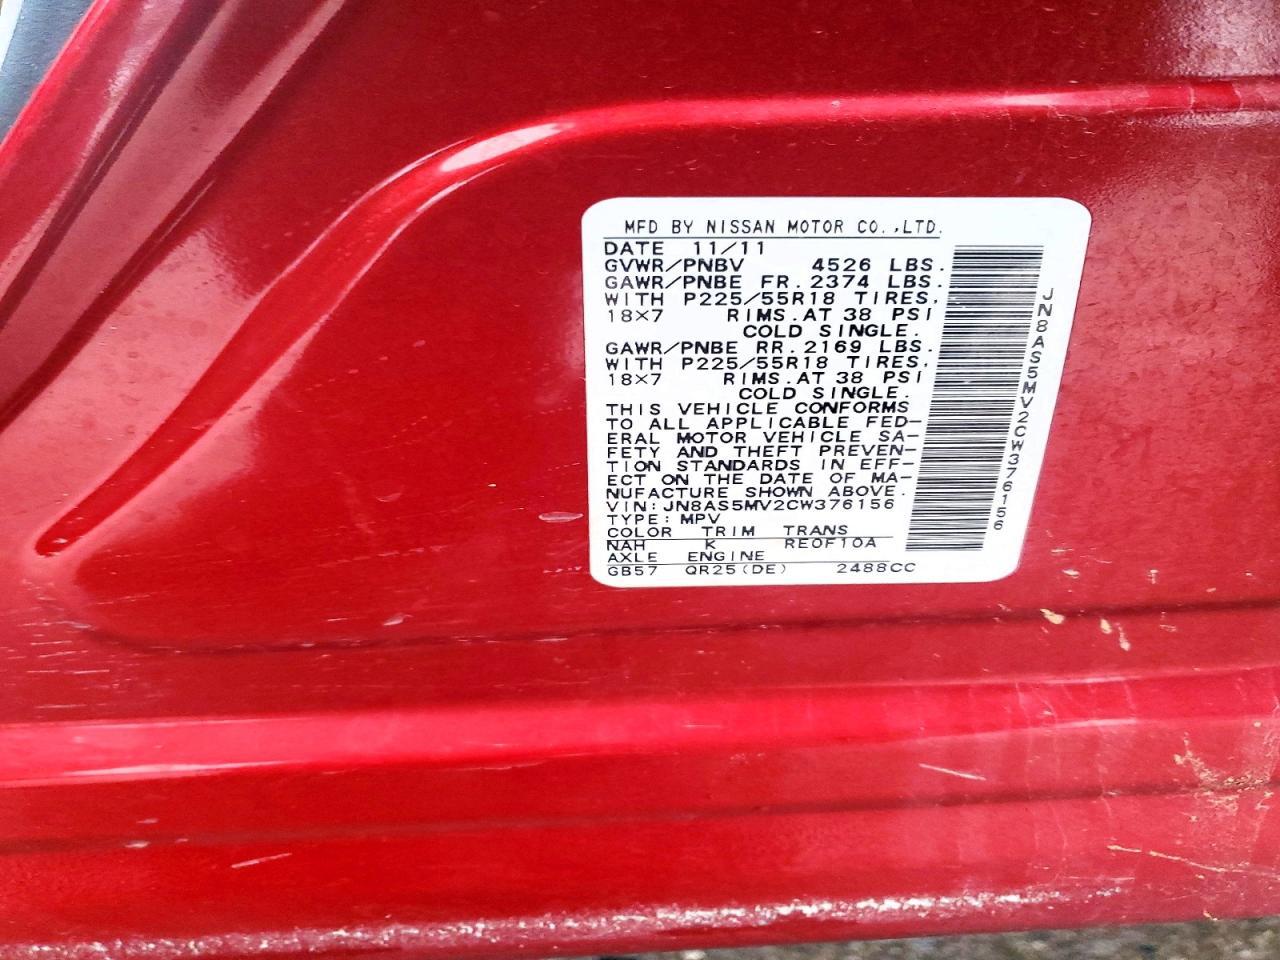 MFD BY NISSAN MOTOR CO.,LTD.
DATE 11/11
GVWR/PNBV 4526 LBS.
GAWR/PNBE FR. 2374 LBS.
WITH P225/55R18 TIRES,
18×7 RIMS.AT 38 PSI
COLD SINGLE.
GAWR/PNBE RR. 2169 LBS.
WITH P225/55R18 TIRES,
18×7 RIMS.AT 38 PSI
COLD SINGLE.
THIS VEHICLE CONFORMS
TO ALL APPLICABLE FED-
ERAL MOTOR VEHICLE SA-
FETY AND THEFT PREVEN-
TION STANDARDS IN EFF-
ECT ON THE DATE OF MA-
NUFACTURE SHOWN ABOVE.
VIN:JN8AS5MV2CW376156
TYPE:MPV
COLOR TRIM TRANS
NAH K RE0F10A
AXLE ENGINE
GB57 QR25(DE) 2488CC
JN8AS5MV2CW376156